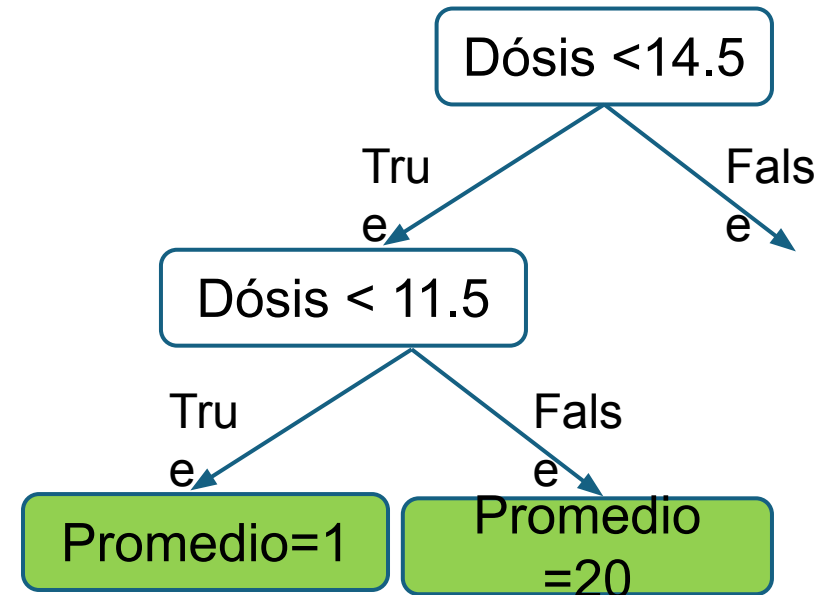 Dósis <14.5
Tru
e
Fals
e
Dósis < 11.5
Tru
e
Fals
e
Promedio=1
Promedio
=20